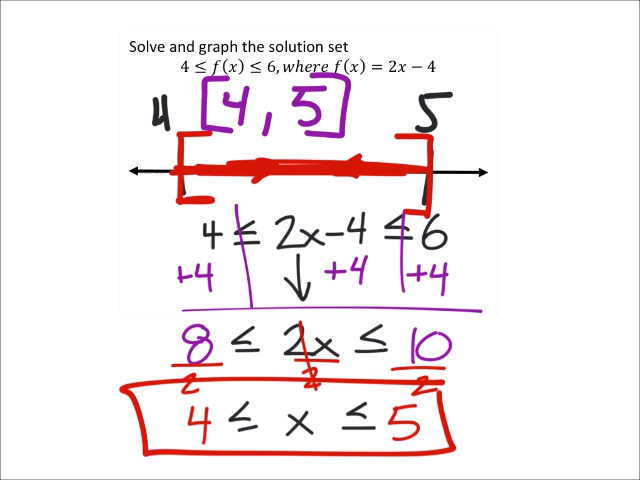 Solve and graph the solution set
4 ≤ f(x) ≤ 6, where f(x) = 2x − 4
4 [4, 5] 5
4 ≤ 2x−4 ≤ 6
+4 +4 +4
8 ≤ 2x ≤ 10
2 2 2
4 ≤ x ≤ 5